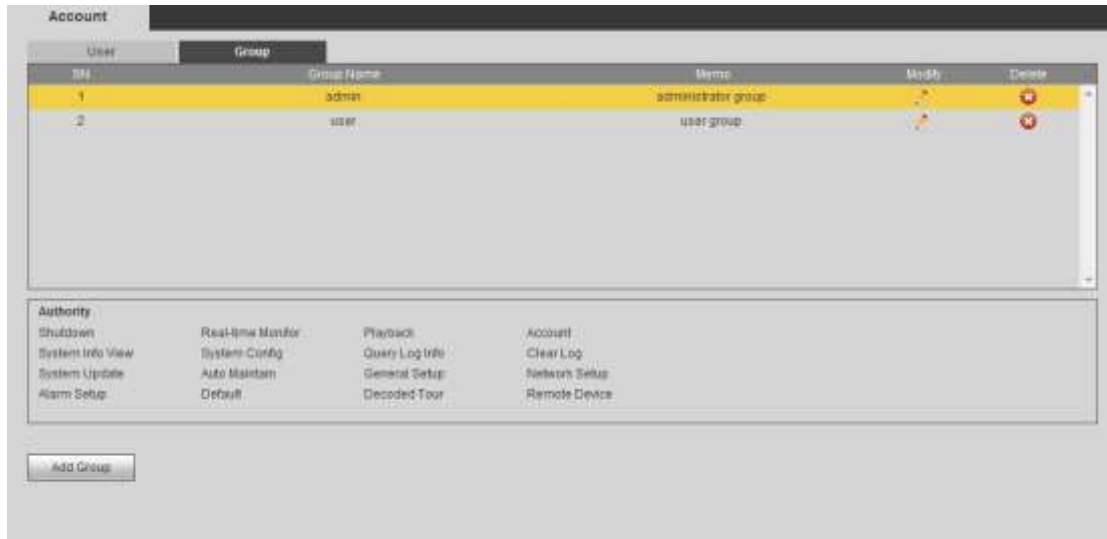 Account
User Group
SN Group Name Memo Modify Delete
1 admin administrator group
2 user user group
Authority
Shutdown Real-time Monitor Playback Account
System Info View System Config Query Log Info Clear Log
System Update Auto Maintain General Setup Network Setup
Alarm Setup Default Decoded Tour Remote Device
Add Group